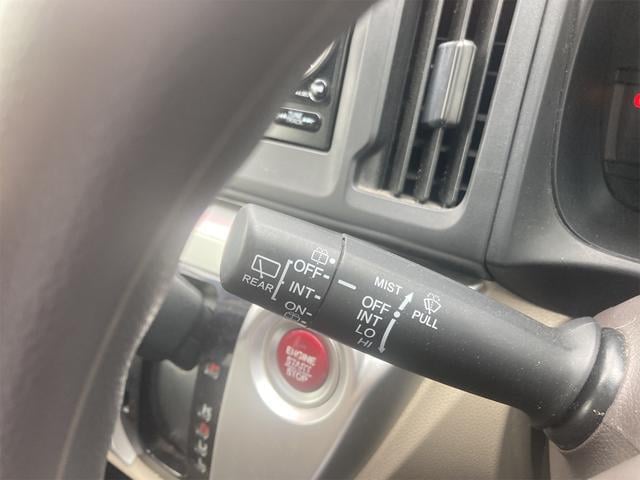 OFF
REAR
INT
ON
MIST
OFF
INT
LO
HI
PULL
ENGINE
START
STOP